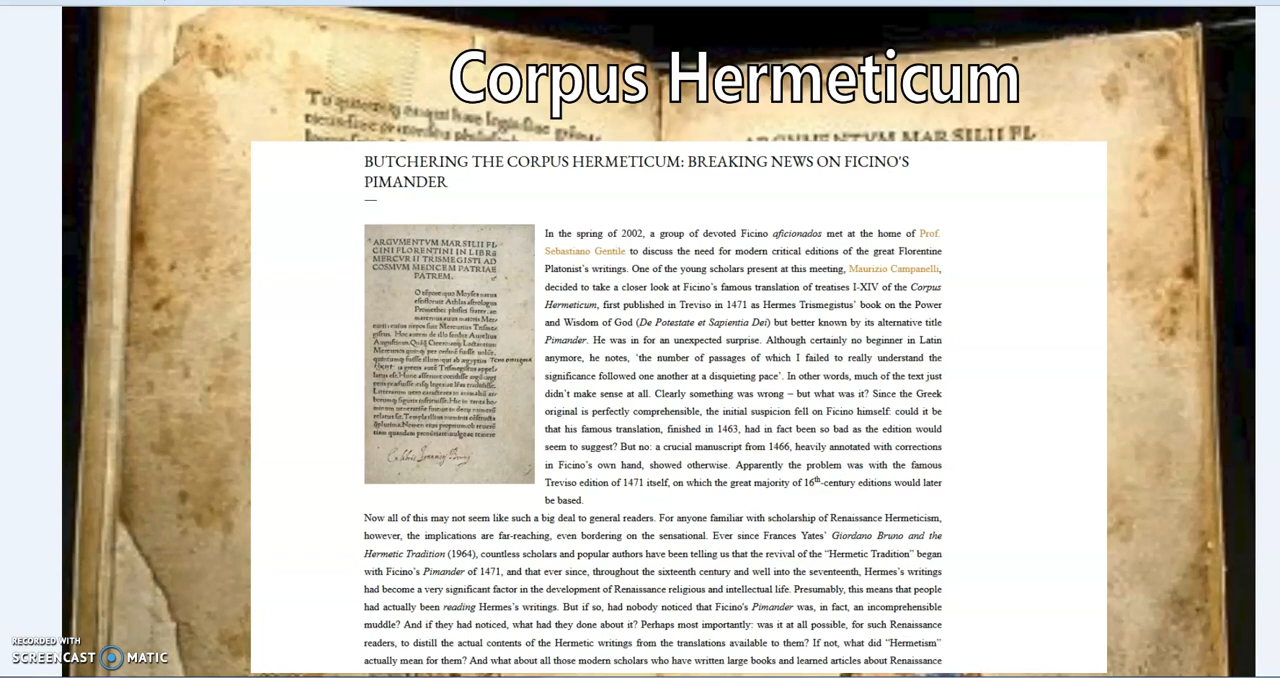 Corpus Hermeticum
ARGVMENTVM MARSILII FL
BUTCHERING THE CORPUS HERMETICUM: BREAKING NEWS ON FICINO'S
PIMANDER
ARGVMENTVM MARSILII FI
CINI FLORENTINI IN LIBRV
MERCVRII TRISMEGISTI AD
COSMVM MEDICEM PATRIAE
PATREM.
In the spring of 2002, a group of devoted Ficino aficionados met at the home of Prof.
Sebastiano Gentile to discuss the need for modern critical editions of the great Florentine
Platonist's writings. One of the young scholars present at this meeting, Maurizio Campanelli,
decided to take a closer look at Ficino's famous translation of treatises I-XIV of the Corpus
Hermeticum, first published in Treviso in 1471 as Hermes Trismegistus' book on the Power
and Wisdom of God (De Potestate et Sapientia Dei) but better known by its alternative title
Pimander. He was in for an unexpected surprise. Although certainly no beginner in Latin
anymore, he notes, 'the number of passages of which I failed to really understand the
significance followed one another at a disquieting pace'. In other words, much of the text just
didn't make sense at all. Clearly something was wrong – but what was it? Since the Greek
original is perfectly comprehensible, the initial suspicion fell on Ficino himself: could it be
that his famous translation, finished in 1463, had in fact been so bad as the edition would
seem to suggest? But no: a crucial manuscript from 1466, heavily annotated with corrections
in Ficino's own hand, showed otherwise. Apparently the problem was with the famous
Treviso edition of 1471 itself, on which the great majority of 16th-century editions would later
be based.
Now all of this may not seem like such a big deal to general readers. For anyone familiar with scholarship of Renaissance Hermeticism,
however, the implications are far-reaching, even bordering on the sensational. Ever since Frances Yates' Giordano Bruno and the
Hermetic Tradition (1964), countless scholars and popular authors have been telling us that the revival of the "Hermetic Tradition" began
with Ficino's Pimander of 1471, and that ever since, throughout the sixteenth century and well into the seventeenth, Hermes's writings
had become a very significant factor in the development of Renaissance religious and intellectual life. Presumably, this means that people
had actually been reading Hermes's writings. But if so, had nobody noticed that Ficino's Pimander was, in fact, an incomprehensible
muddle? And if they had noticed, what had they done about it? Perhaps most importantly: was it at all possible, for such Renaissance
readers, to distill the actual contents of the Hermetic writings from the translations available to them? If not, what did "Hermetism"
actually mean for them? And what about all those modern scholars who have written large books and learned articles about Renaissance
RECORDED WITH
SCREENCAST MATIC